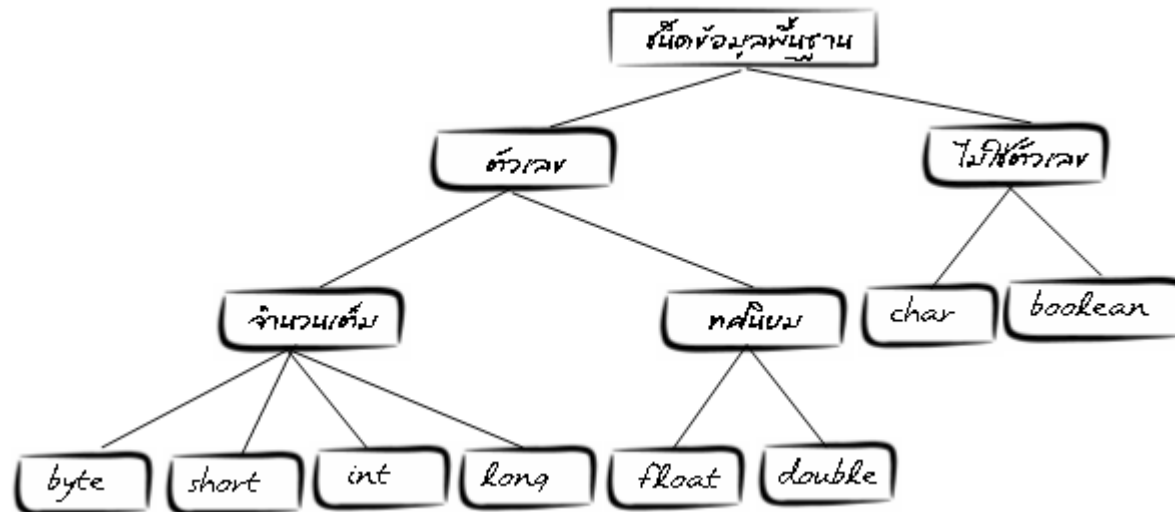 ชนิดข้อมูลพื้นฐาน
ตัวเลข
ไม่ใช่ตัวเลข
จำนวนเต็ม
ทศนิยม
char
boolean
byte
short
int
long
float
double